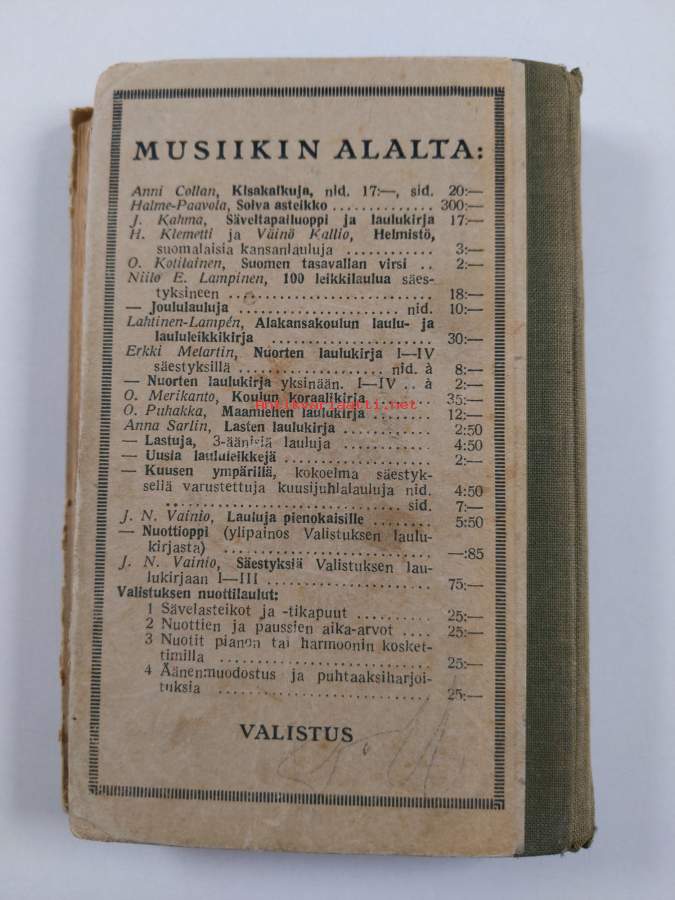 MUSIIKIN ALALTA:
Anni Collan, Kisakaikuja, nid. 17:—, sid. 20:—
Halme-Paavola, Soiva asteikko .............. 300:—
J. Kahma, Säveltapailuoppi ja laulukirja 17:—
H. Klemetti ja Väinö Kallio, Helmistö,
suomalaisia kansanlauluja ............ 3:—
O. Kotilainen, Suomen tasavallan virsi .. 2:—
Niilo E. Lampinen, 100 leikkilaulua säes-
tyksineen ............................ 18:—
— Joululauluja .................. nid. 10:—
Lahtinen-Lampén, Alakansakoulun laulu- ja
laululeikkikirja .................... 30:—
Erkki Melartin, Nuorten laulukirja I—IV
säestyksillä .................. nid. à 8:—
— Nuorten laulukirja yksinään. I—IV .. à 2:—
O. Merikanto, Koulun koraalikirja ...... 35:—
O. Puhakka, Maamiehen laulukirja ...... 12:—
Anna Sarlin, Lasten laulukirja ............ 2:50
— Lastuja, 3-äänisiä lauluja ............ 4:50
— Uusia laululeikkejä .................. 2:—
— Kuusen ympärillä, kokoelma säestyk-
sellä varustettuja kuusijuhlalauluja nid. 4:50
.............................. sid. 7:—
J. N. Vainio, Lauluja pienokaisille ........ 5:50
— Nuottioppi (ylipainos Valistuksen laulu-
kirjasta) .............................. —:85
J. N. Vainio, Säestyksiä Valistuksen lau-
lukirjaan I—III ...................... 75:—
Valistuksen nuottilaulut:
1 Sävelasteikot ja -tikapuut .......... 25:—
2 Nuottien ja paussien aika-arvot .... 25:—
3 Nuotit pianon tai harmoonin kosket-
timilla .............................. 25:—
4 Äänenmuodostus ja puhtaaksiharjoi-
tuksia .............................. 25:—
VALISTUS
Antikvariaatti.net